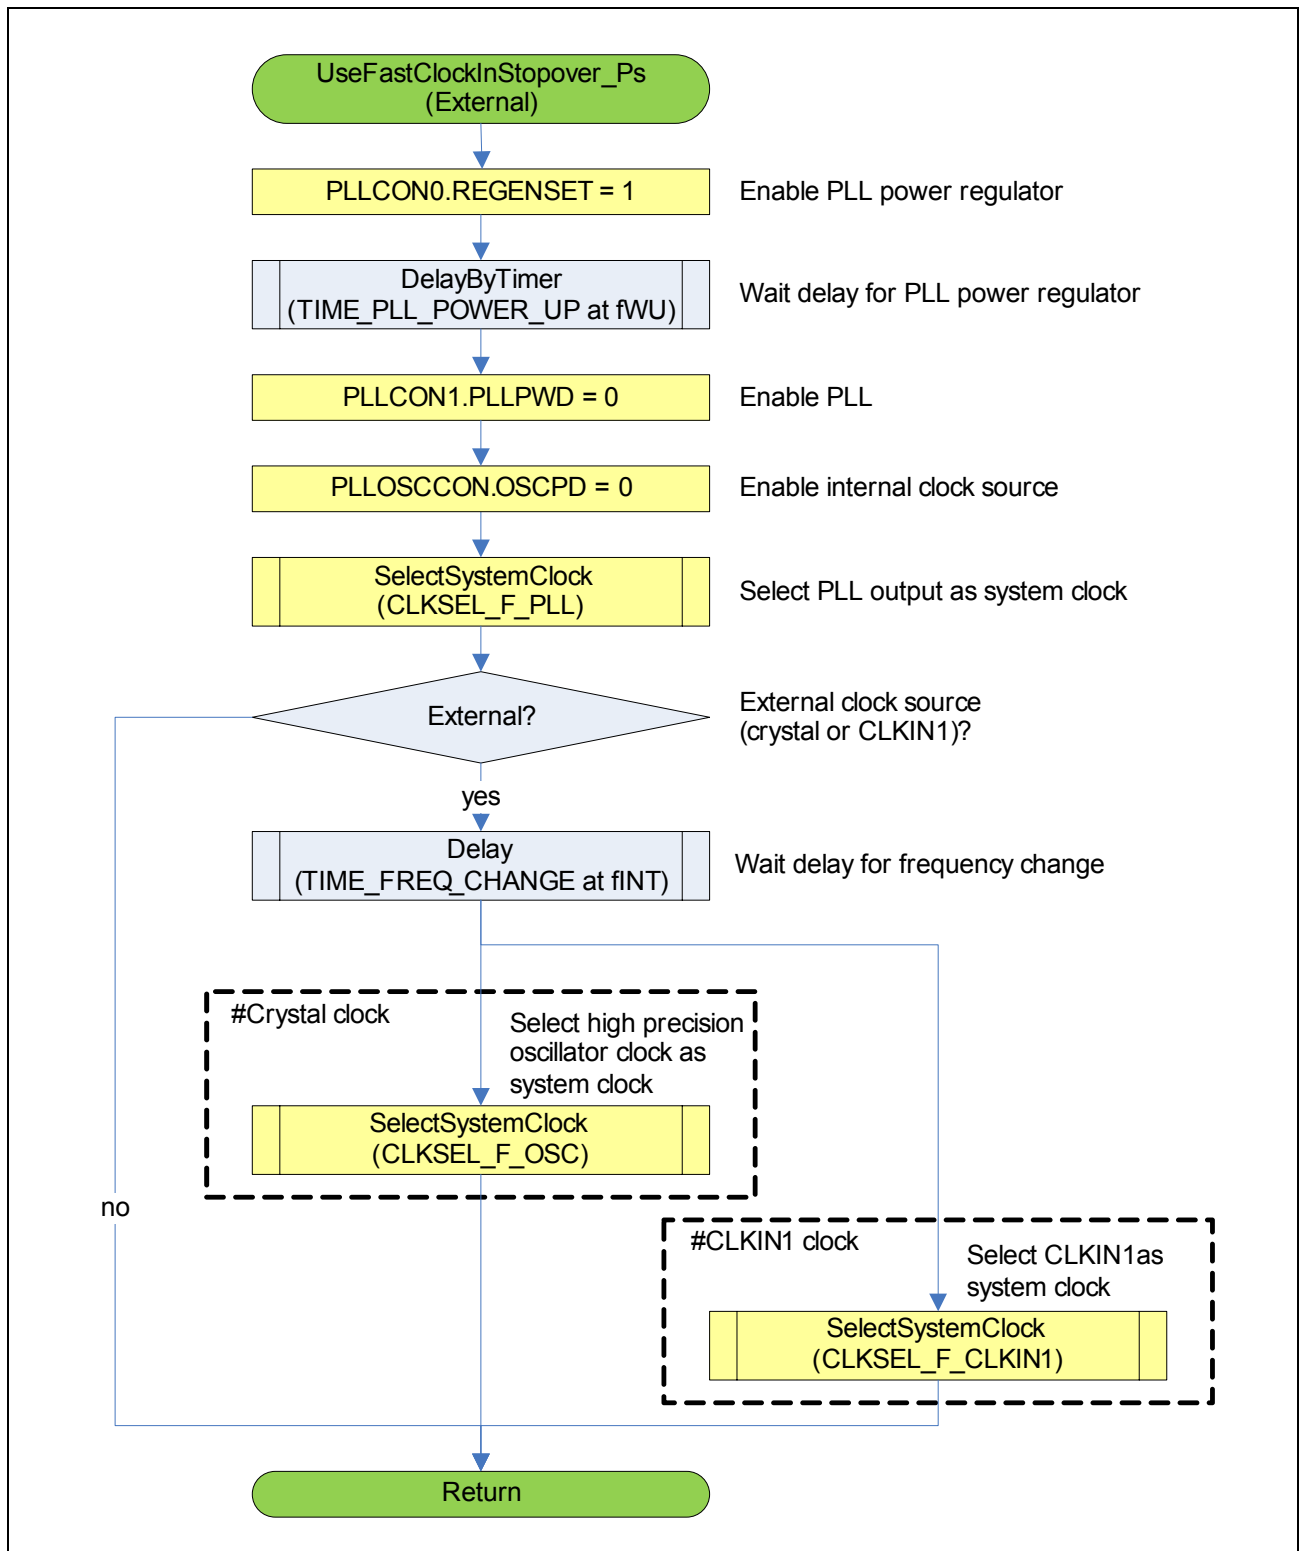 UseFastClockInStopover_Ps
(External)
PLLCON0.REGENSET = 1
Enable PLL power regulator
DelayByTimer
(TIME_PLL_POWER_UP at fWU)
Wait delay for PLL power regulator
PLLCON1.PLLPWD = 0
Enable PLL
PLLOSCCON.OSCPD = 0
Enable internal clock source
SelectSystemClock
(CLKSEL_F_PLL)
Select PLL output as system clock
External?
External clock source
(crystal or CLKIN1)?
yes
Delay
(TIME_FREQ_CHANGE at fINT)
Wait delay for frequency change
#Crystal clock
Select high precision
oscillator clock as
system clock
SelectSystemClock
(CLKSEL_F_OSC)
no
#CLKIN1 clock
Select CLKIN1as
system clock
SelectSystemClock
(CLKSEL_F_CLKIN1)
Return